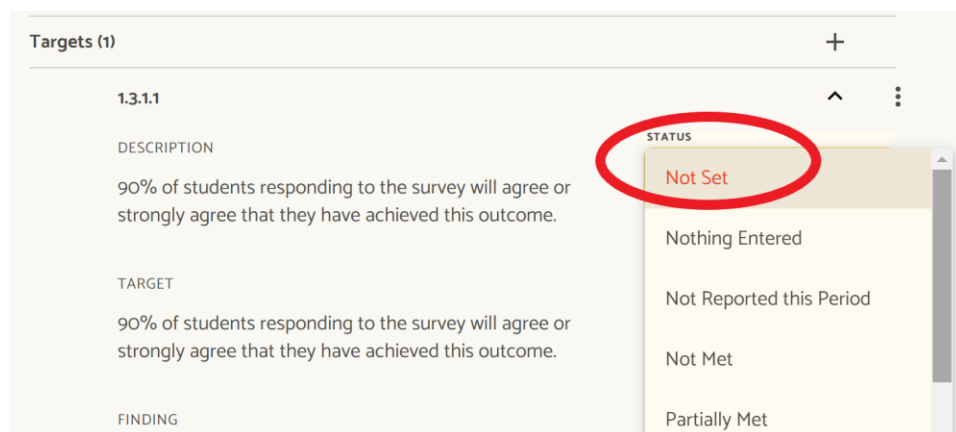 Targets (1)
1.3.1.1
DESCRIPTION
90% of students responding to the survey will agree or
strongly agree that they have achieved this outcome.
TARGET
90% of students responding to the survey will agree or
strongly agree that they have achieved this outcome.
FINDING
STATUS
Not Set
Nothing Entered
Not Reported this Period
Not Met
Partially Met